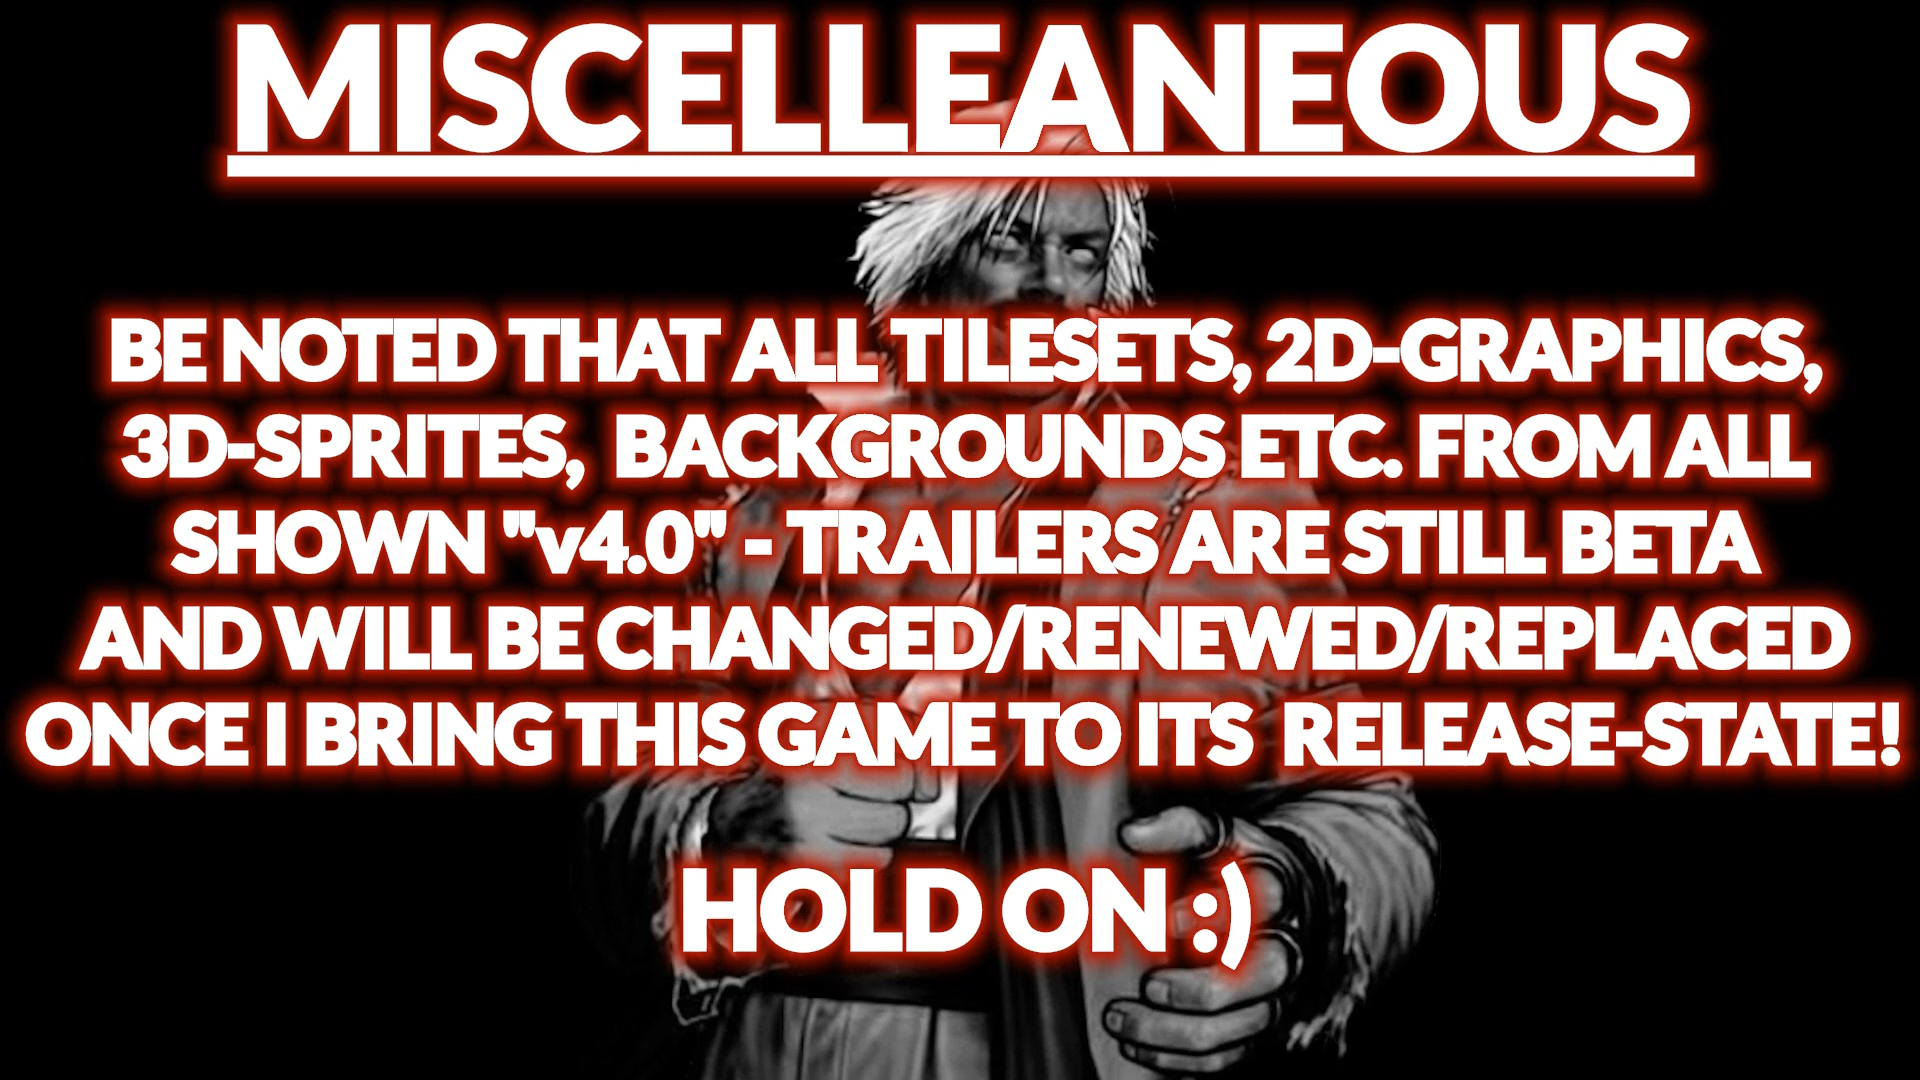 MISCELLEANEOUS
BE NOTED THAT ALL TILESETS, 2D-GRAPHICS,
3D-SPRITES, BACKGROUNDS ETC. FROM ALL
SHOWN "v4.0" - TRAILERS ARE STILL BETA
AND WILL BE CHANGED/RENEWED/REPLACED
ONCE I BRING THIS GAME TO ITS RELEASE-STATE!
HOLD ON :)